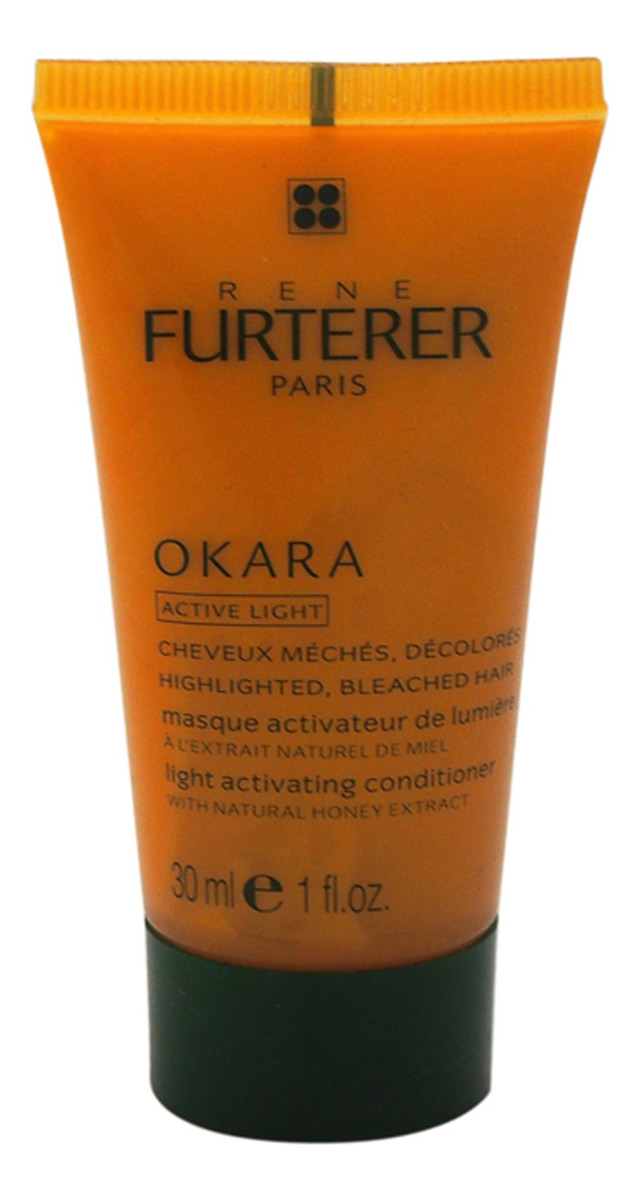 RENE
FURTERER
PARIS
OKARA
ACTIVE LIGHT
CHEVEUX MÉCHÉS, DÉCOLORÉS
HIGHLIGHTED, BLEACHED HAIR
masque activateur de lumière
À L'EXTRAIT NATUREL DE MIEL
light activating conditioner
WITH NATURAL HONEY EXTRACT
30 ml e 1 fl.oz.